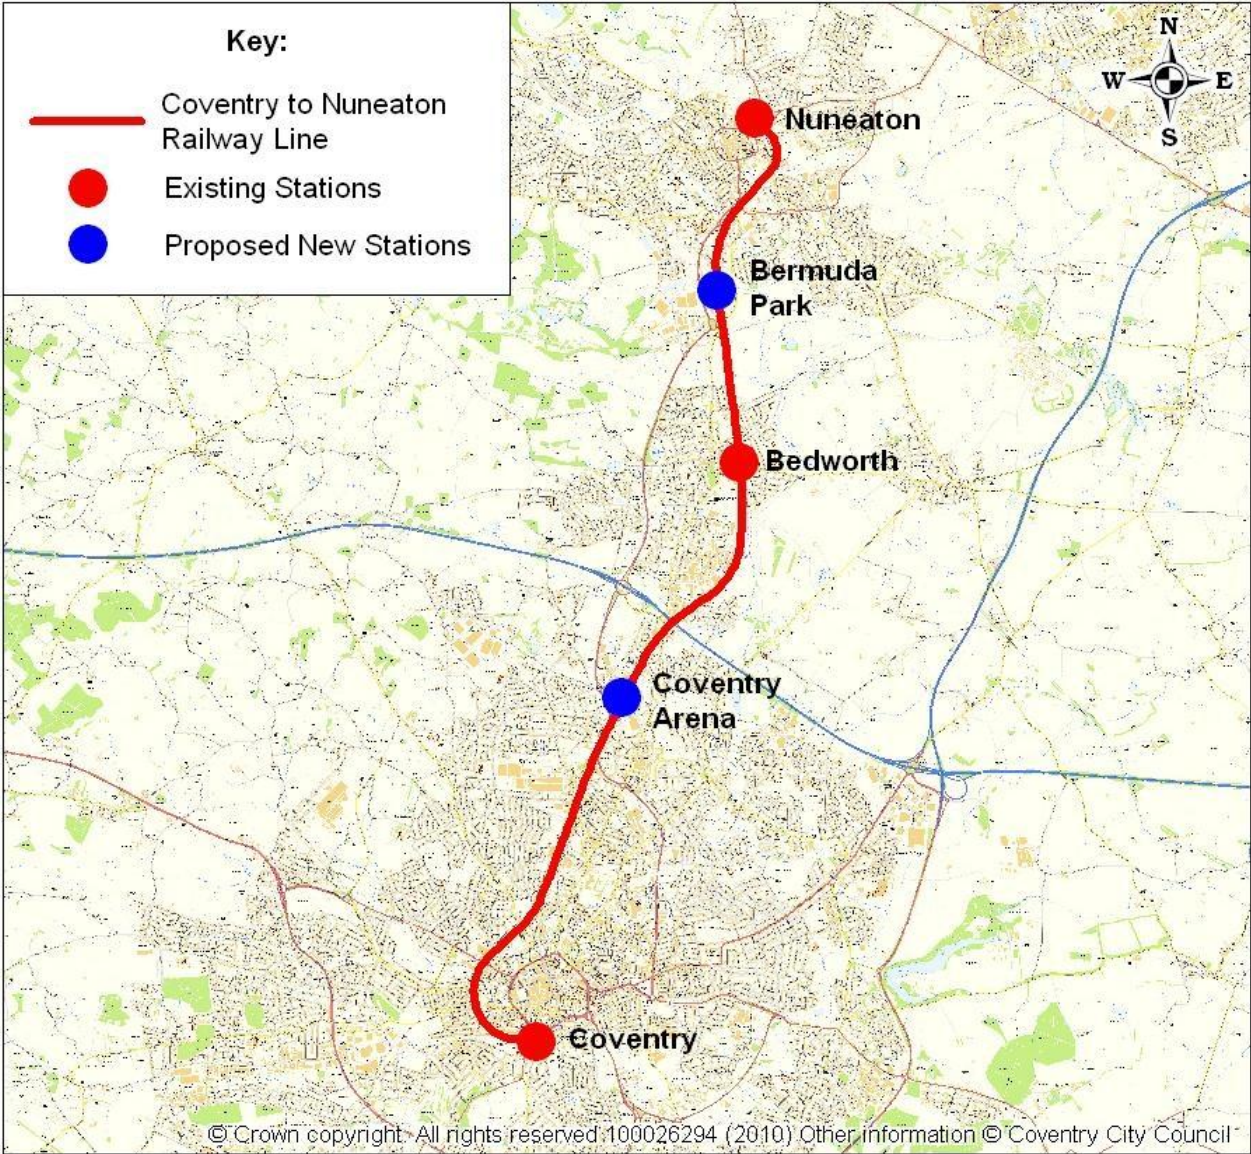 Key:
Coventry to Nuneaton
Railway Line
Existing Stations
Proposed New Stations
N
W
E
S
Nuneaton
Bermuda
Park
Bedworth
Coventry
Arena
Coventry
© Crown copyright. All rights reserved 100026294 (2010) Other information © Coventry City Council